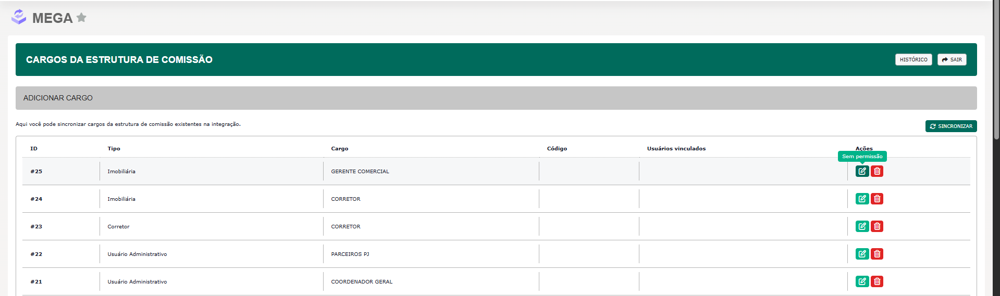 MEGA
CARGOS DA ESTRUTURA DE COMISSÃO
HISTÓRICO
SAIR
ADICIONAR CARGO
Aqui você pode sincronizar cargos da estrutura de comissão existentes na integração.
SINCRONIZAR
ID Tipo Cargo Código Usuários vinculados Ações
Sem permissão
#25 Imobiliária GERENTE COMERCIAL
#24 Imobiliária CORRETOR
#23 Corretor CORRETOR
#22 Usuário Administrativo PARCEIROS PJ
#21 Usuário Administrativo COORDENADOR GERAL